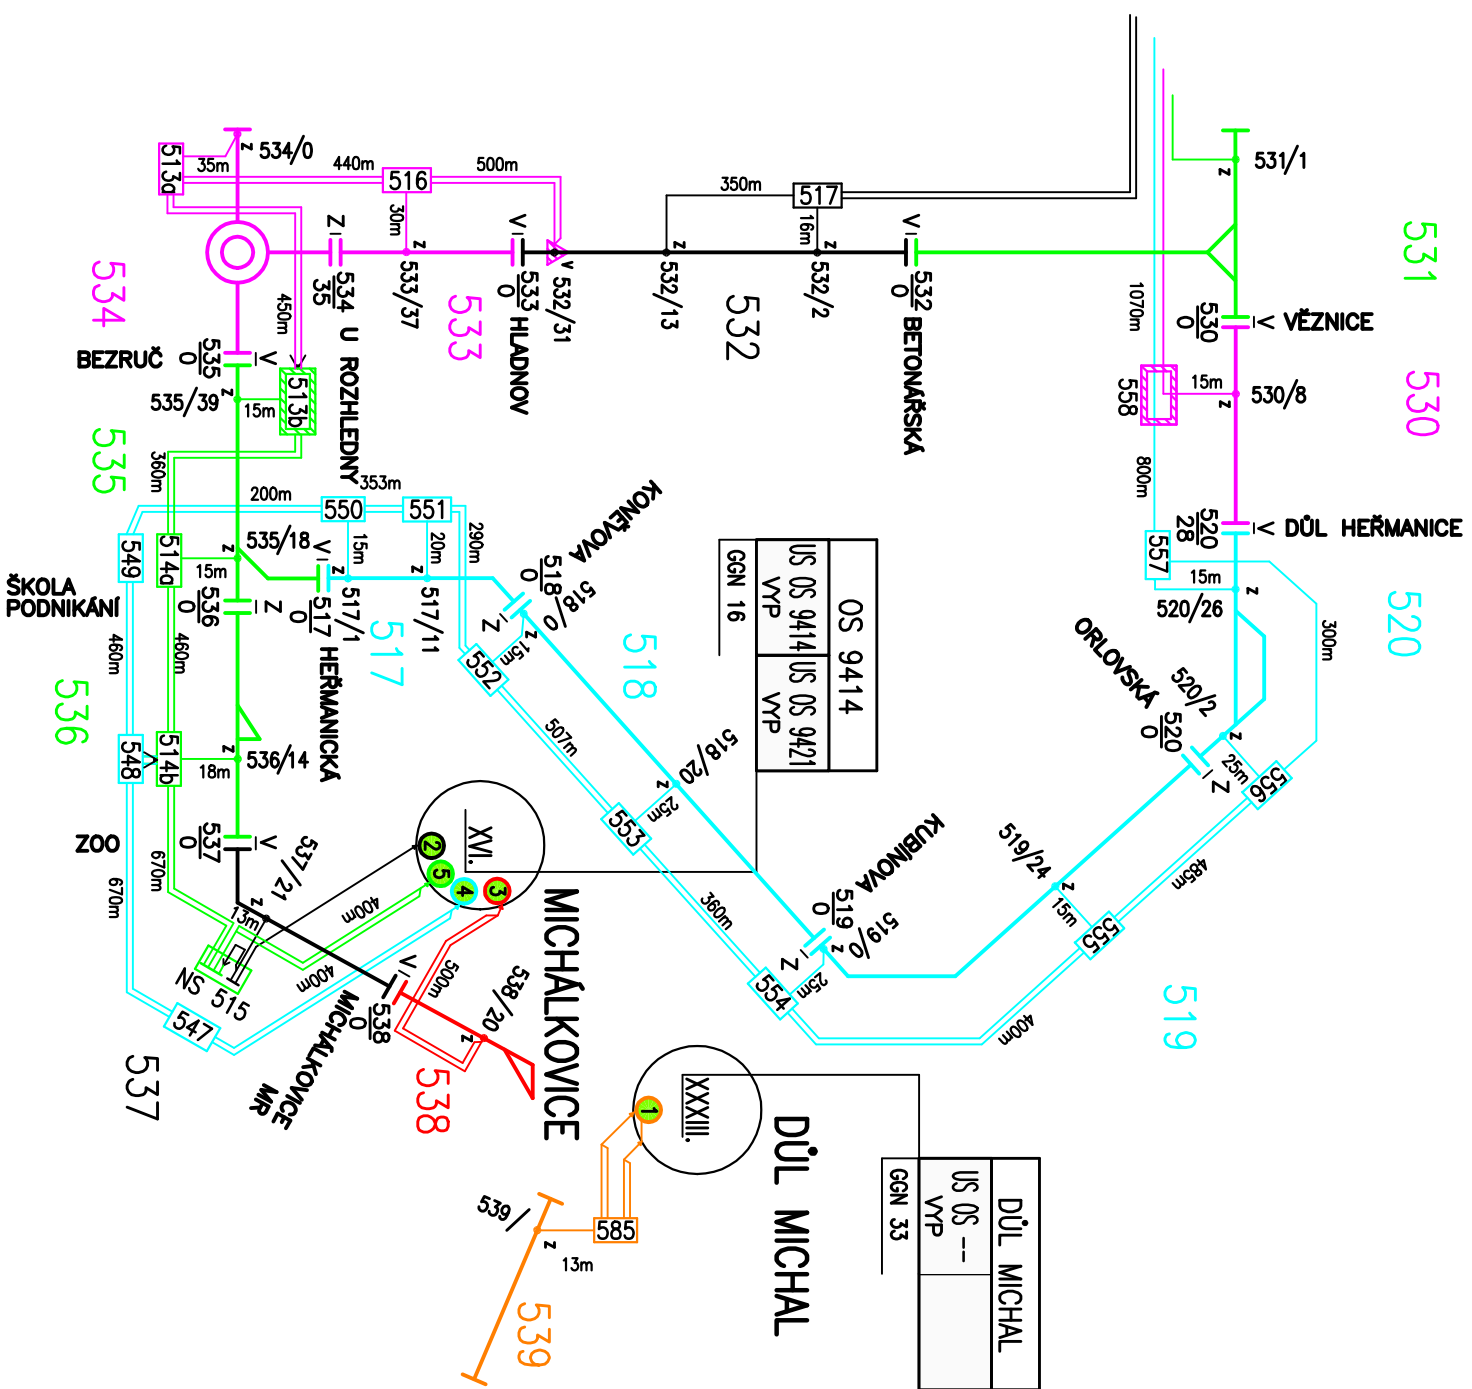 531/1
z
531
V
530
0
VĚZNICE
1070m
558
15m
530/8
z
530
800m
520
28
V
DŮL HEŘMANICE
557
15m
520/26
z
520
300m
ORLOVSKÁ
520/2
z
520
0
Z
25m
556
485m
519/24
z
15m
555
400m
519
KUBÍNOVA
519
0
519/0
z
Z
25m
554
360m
518/20
z
25m
553
507m
518
KONĚVOVA
518
0
518/0
z
Z
15m
552
290m
353m
200m
550
551
15m
20m
z
z
517/1
517/11
517
V
517
0
HEŘMANICKÁ
534/0
z
513a
35m
440m
516
500m
30m
z
533/37
533
Z
534
35
U ROZHLEDNY
V
533
0
HLADNOV
V
532/31
350m
517
16m
z
532/13
z
532/2
532
V
532
0
BETONÁŘSKÁ
534
450m
BEZRUČ
535
0
V
535/39
z
15m
513b
535
360m
535/18
z
549
514a
15m
ŠKOLA
PODNIKÁNÍ
536
0
Z
460m
460m
536
548
514b
18m
z
536/14
ZOO
537
0
V
537/21
z
13m
670m
670m
400m
400m
NS 515
547
537
V
538
0
MICHÁLKOVICE
MR
500m
538/20
z
538
XVI.
2
5
4
3
MICHÁLKOVICE
OS 9414
US OS 9414
VYP
US OS 9421
VYP
GGN 16
XXXIII.
1
DŮL MICHAL
DŮL MICHAL
US OS --
VYP
GGN 33
585
539/
z
13m
539